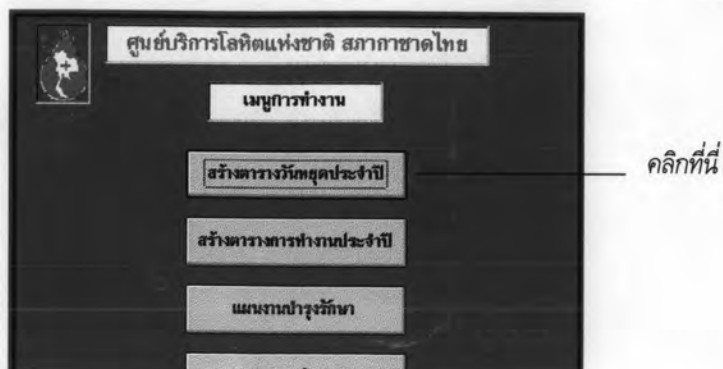 ศูนย์บริการโลหิตแห่งชาติ สภากาชาดไทย
เมนูการทำงาน
สร้างตารางวันหยุดประจำปี
คลิกที่นี่
สร้างตารางการทำงานประจำปี
แผนงานบำรุงรักษา